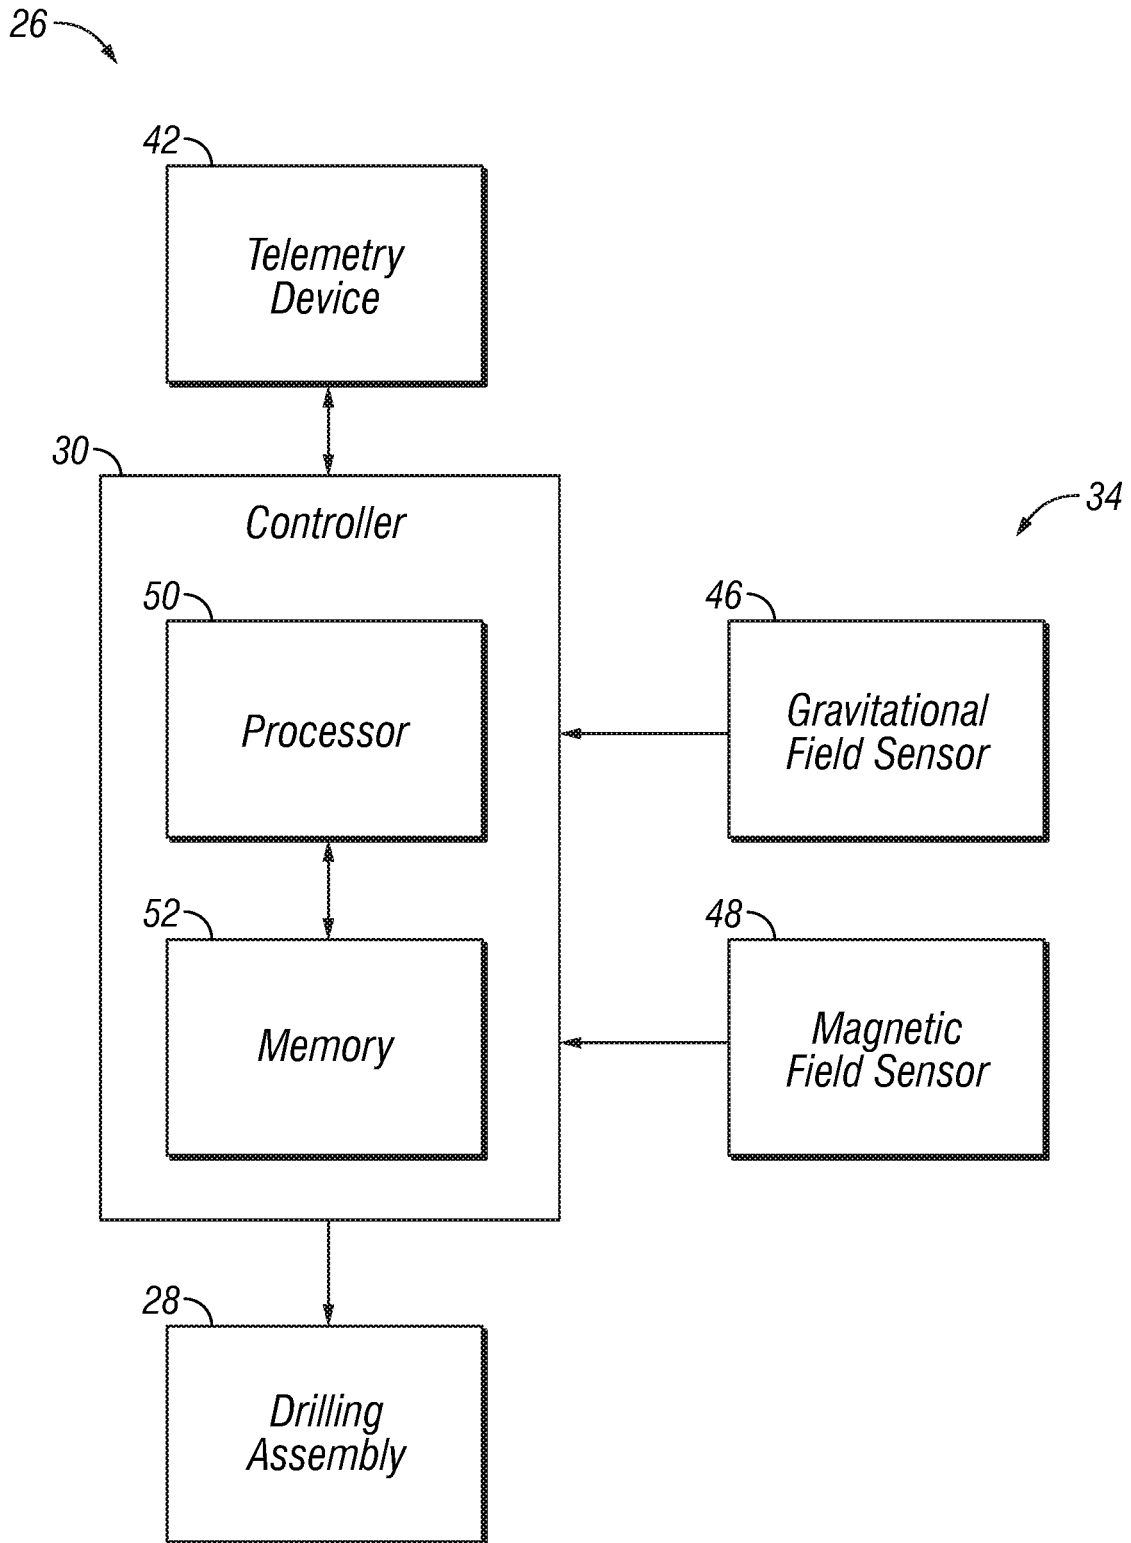 26
42
Telemetry
Device
30
Controller
34
50
Processor
46
Gravitational
Field Sensor
52
Memory
48
Magnetic
Field Sensor
28
Drilling
Assembly